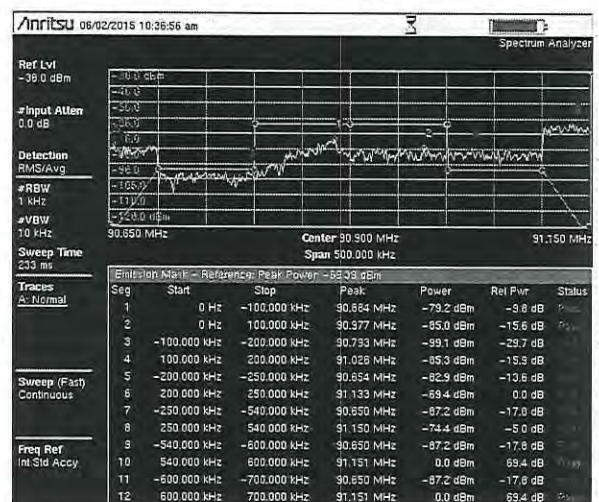 Anritsu 06/02/2015 10:36:56 am
Spectrum Analyzer
Ref Lvl
-36.0 dBm
#Input Atten
0.0 dB
Detection
RMS/Avg
#RBW
1 kHz
#VBW
10 kHz
Sweep Time
233 ms
Traces
A: Normal
Sweep (Fast)
Continuous
Freq Ref
Int Std Accy
-96.0
-105.0
90.650 MHz
Center 90.900 MHz
91.150 MHz
Span 500.000 kHz
Emission Mask - Reference: Peak Power
Seg Start Stop Peak Power Rel Pwr Status
1 0 Hz -100.000 kHz 90.884 MHz -79.2 dBm -9.8 dB
2 0 Hz 100.000 kHz 90.977 MHz -85.0 dBm -15.6 dB
3 -100.000 kHz -200.000 kHz 90.793 MHz -99.1 dBm -29.7 dB
4 100.000 kHz 200.000 kHz 91.026 MHz -85.3 dBm -15.9 dB
5 -200.000 kHz -250.000 kHz 90.654 MHz -82.9 dBm -13.6 dB
6 200.000 kHz 250.000 kHz 91.133 MHz -69.4 dBm 0.0 dB
7 -250.000 kHz -540.000 kHz 90.650 MHz -87.2 dBm -17.8 dB
8 250.000 kHz 540.000 kHz 91.150 MHz -74.4 dBm -5.0 dB
9 -540.000 kHz -600.000 kHz 90.650 MHz -87.2 dBm -17.8 dB
10 540.000 kHz 600.000 kHz 91.151 MHz 0.0 dBm 69.4 dB
11 -600.000 kHz -700.000 kHz 90.650 MHz -87.2 dBm -17.8 dB
12 600.000 kHz 700.000 kHz 91.151 MHz 0.0 dBm 69.4 dB